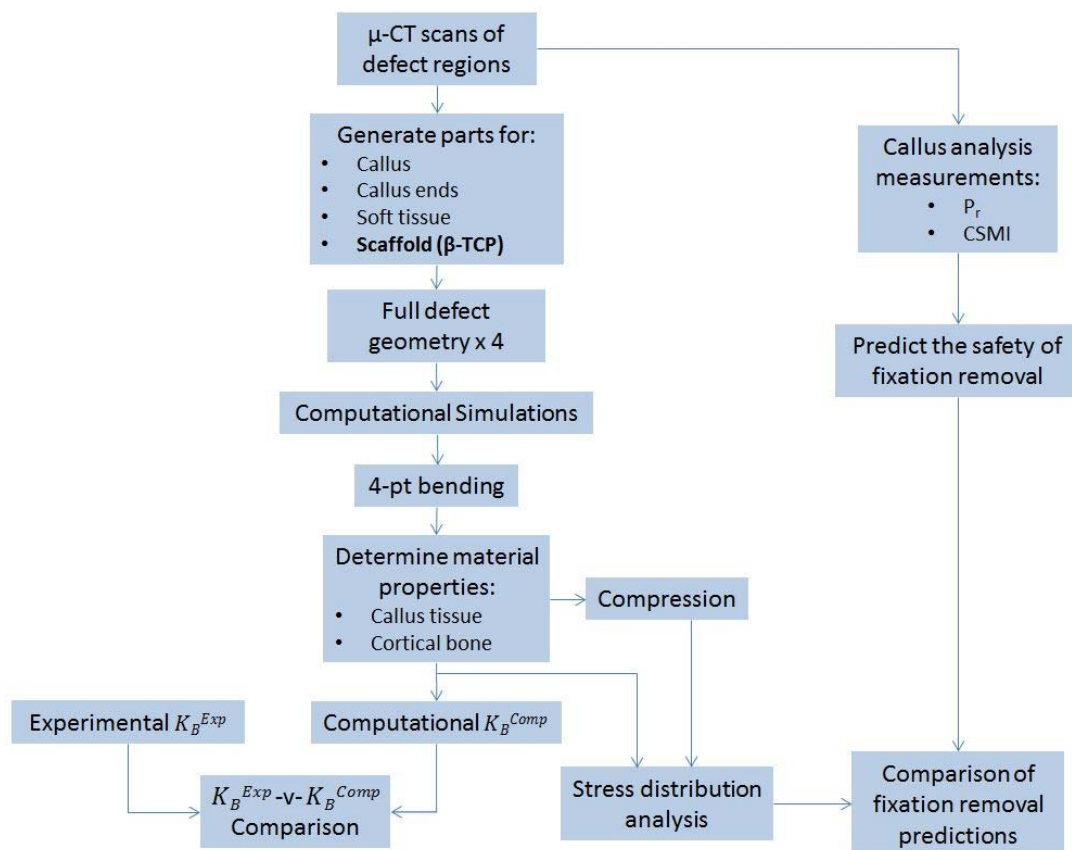 μ-CT scans of
defect regions
Generate parts for:
• Callus
• Callus ends
• Soft tissue
• Scaffold (β-TCP)
Full defect
geometry x 4
Computational Simulations
4-pt bending
Determine material
properties:
• Callus tissue
• Cortical bone
Compression
Experimental K_B^Exp
Computational K_B^Comp
K_B^Exp -v- K_B^Comp
Comparison
Stress distribution
analysis
Callus analysis
measurements:
• P_r
• CSMI
Predict the safety of
fixation removal
Comparison of
fixation removal
predictions